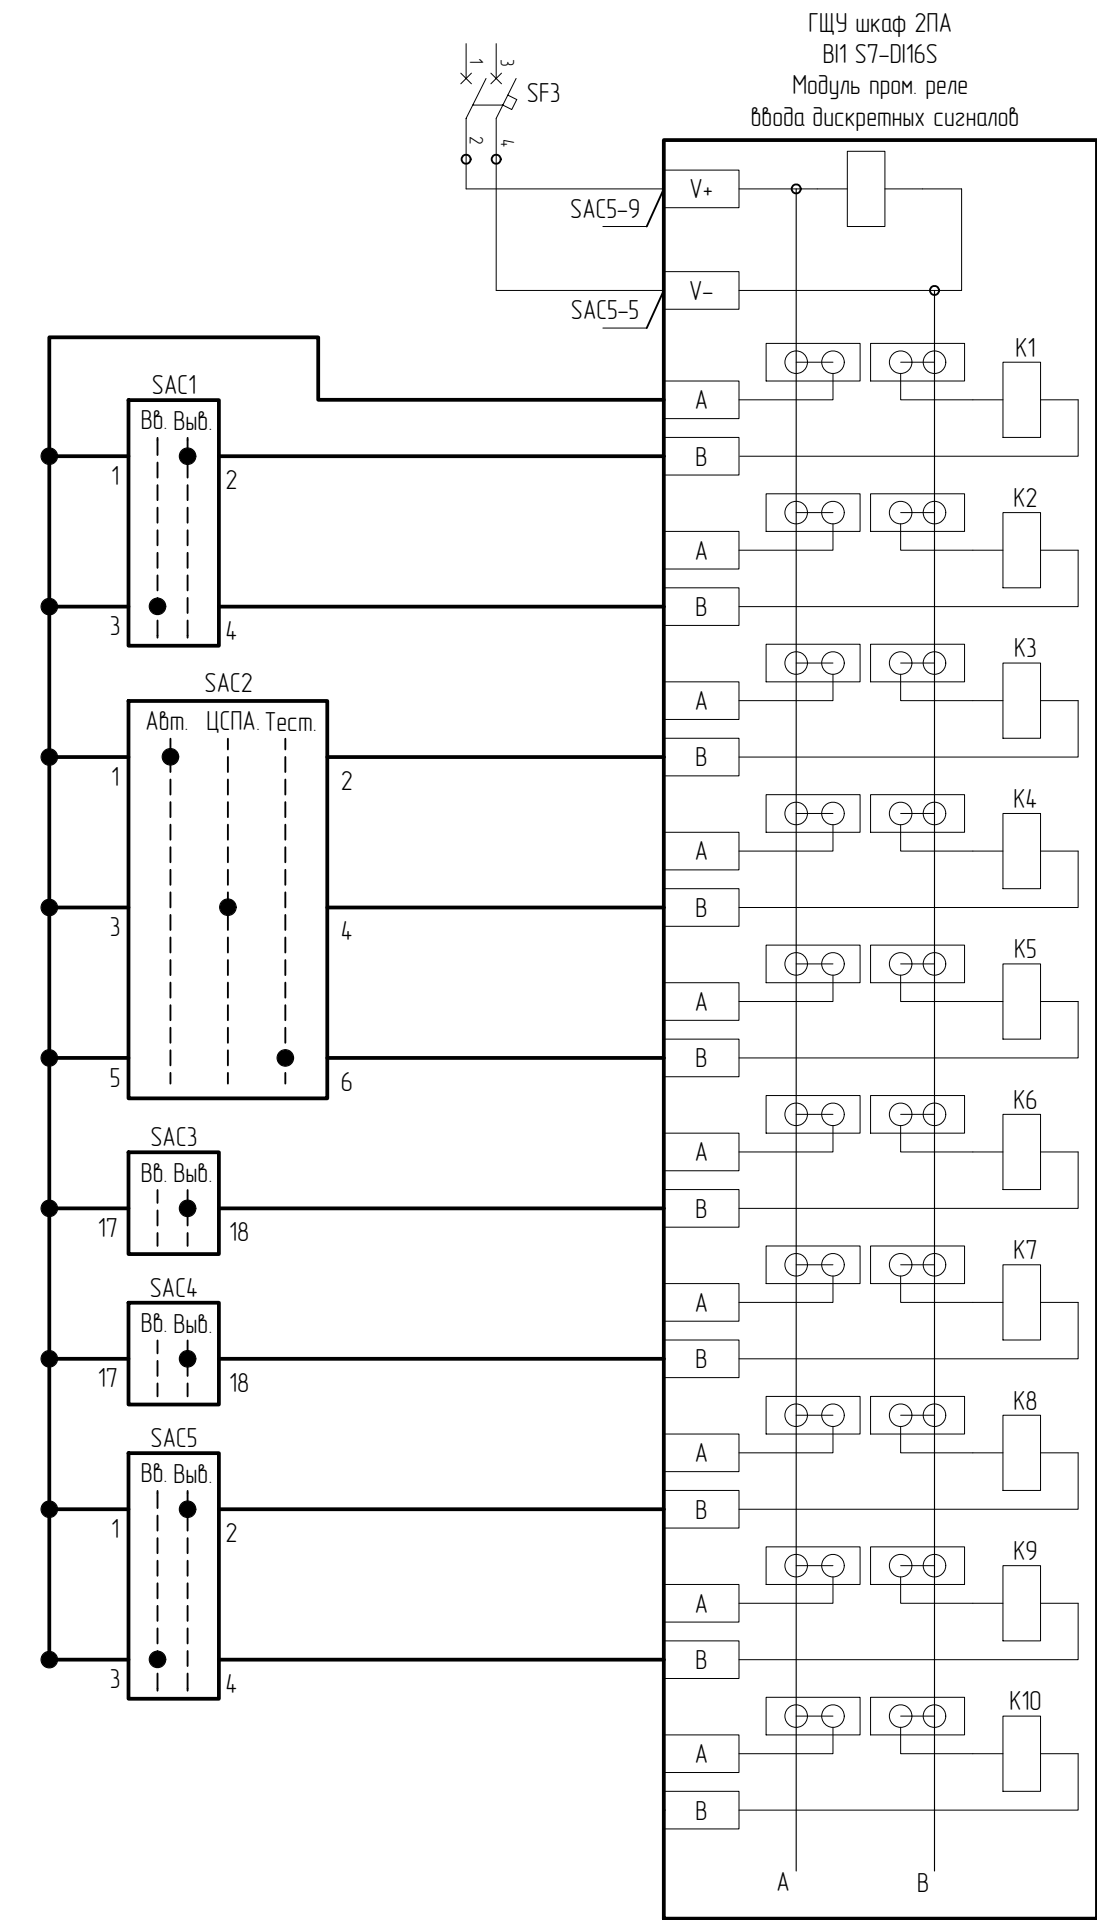 ГЩУ шкаф 2ПА
BI1 S7-DI16S
Модуль пром. реле
ввода дискретных сигналов
1 3
SF3
2 4
SAC5-9
V+
SAC5-5
V-
K1
SAC1
Вв. Выв.
A
1 2
B
K2
A
3 4
B
K3
SAC2
Авт. ЦСПА. Тест.
A
1 2
B
K4
A
3 4
B
K5
A
5 6
B
K6
SAC3
Вв. Выв.
A
17 18
B
K7
SAC4
Вв. Выв.
A
17 18
B
K8
SAC5
Вв. Выв.
A
1 2
B
K9
A
3 4
B
K10
A
B
A B